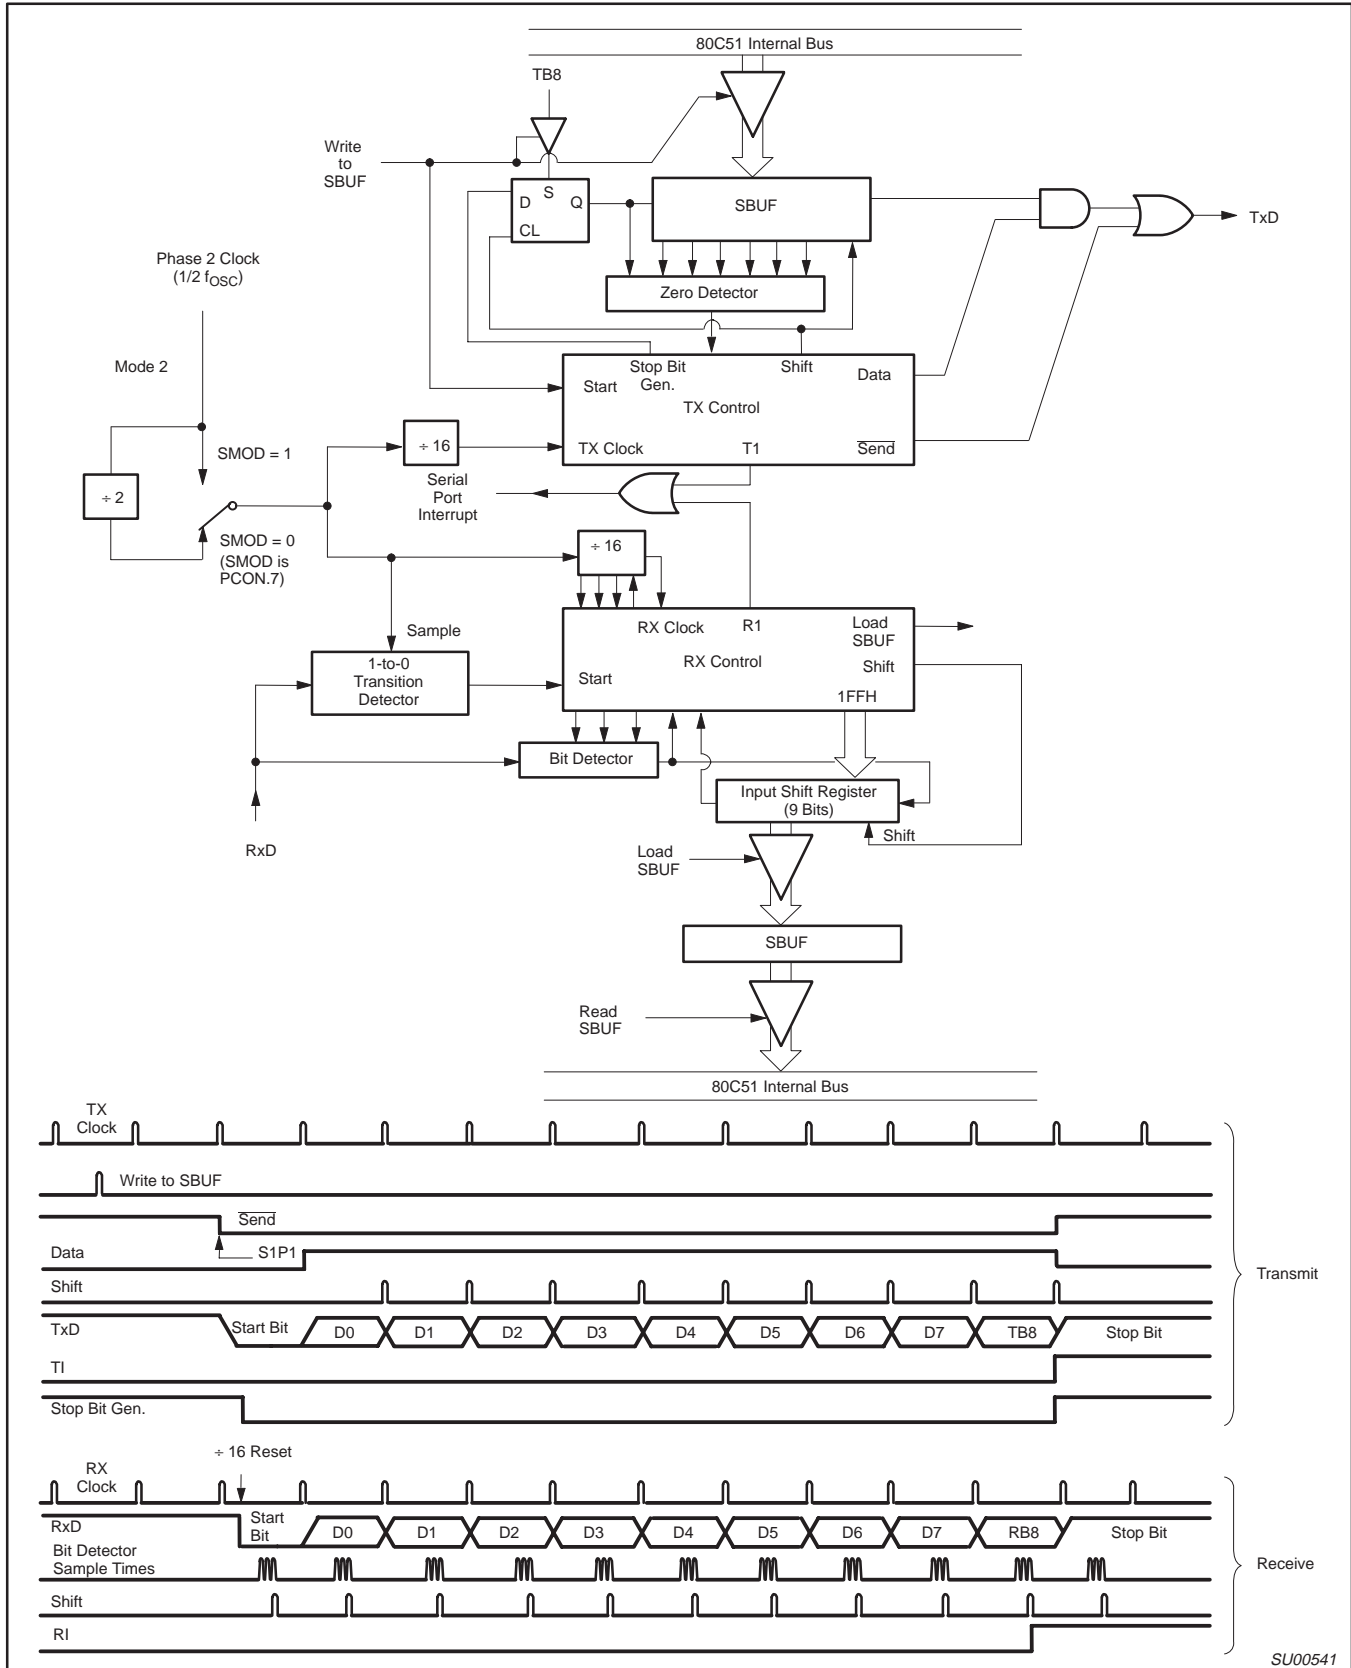 80C51 Internal Bus
TB8
Write
to
SBUF
D
S
Q
CL
SBUF
TxD
Phase 2 Clock
(1/2 fOSC)
Zero Detector
Mode 2
Stop Bit
Gen.
Shift
Data
Start
TX Control
SMOD = 1
÷ 16
TX Clock
T1
Send
÷ 2
Serial
Port
Interrupt
SMOD = 0
(SMOD is
PCON.7)
÷ 16
Sample
RX Clock
R1
Load
SBUF
RX Control
Shift
1-to-0
Transition
Detector
Start
1FFH
Bit Detector
Input Shift Register
(9 Bits)
Shift
RxD
Load
SBUF
SBUF
Read
SBUF
80C51 Internal Bus
TX
Clock
Write to SBUF
Send
Data
S1P1
Transmit
Shift
TxD
Start Bit
D0
D1
D2
D3
D4
D5
D6
D7
TB8
Stop Bit
TI
Stop Bit Gen.
÷ 16 Reset
RX
Clock
RxD
Start
Bit
D0
D1
D2
D3
D4
D5
D6
D7
RB8
Stop Bit
Bit Detector
Sample Times
Receive
Shift
RI
SU00541